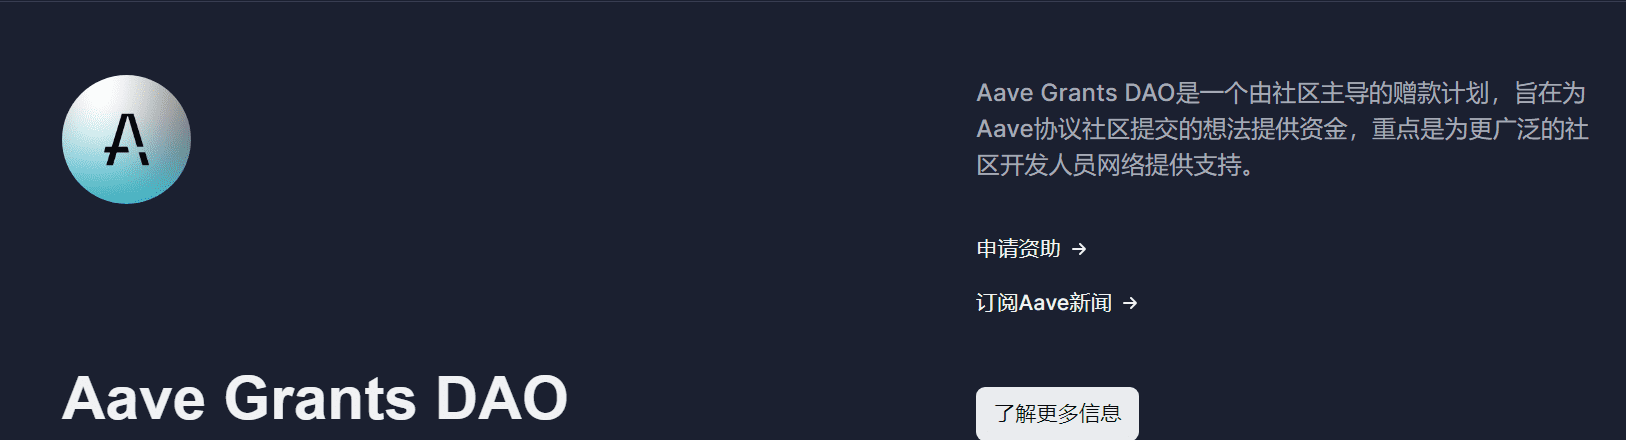 Aave Grants DAO是一个由社区主导的赠款计划，旨在为
Aave协议社区提交的想法提供资金，重点是为更广泛的社
区开发人员网络提供支持。
申请资助 →
订阅Aave新闻 →
Aave Grants DAO
了解更多信息